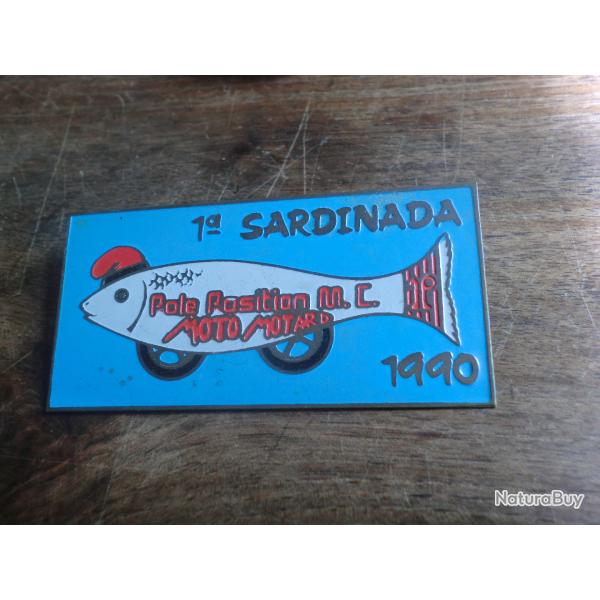 1ª SARDINADA
Pole Position M. C.
MOTO MOTARD
1990
NaturaBuy